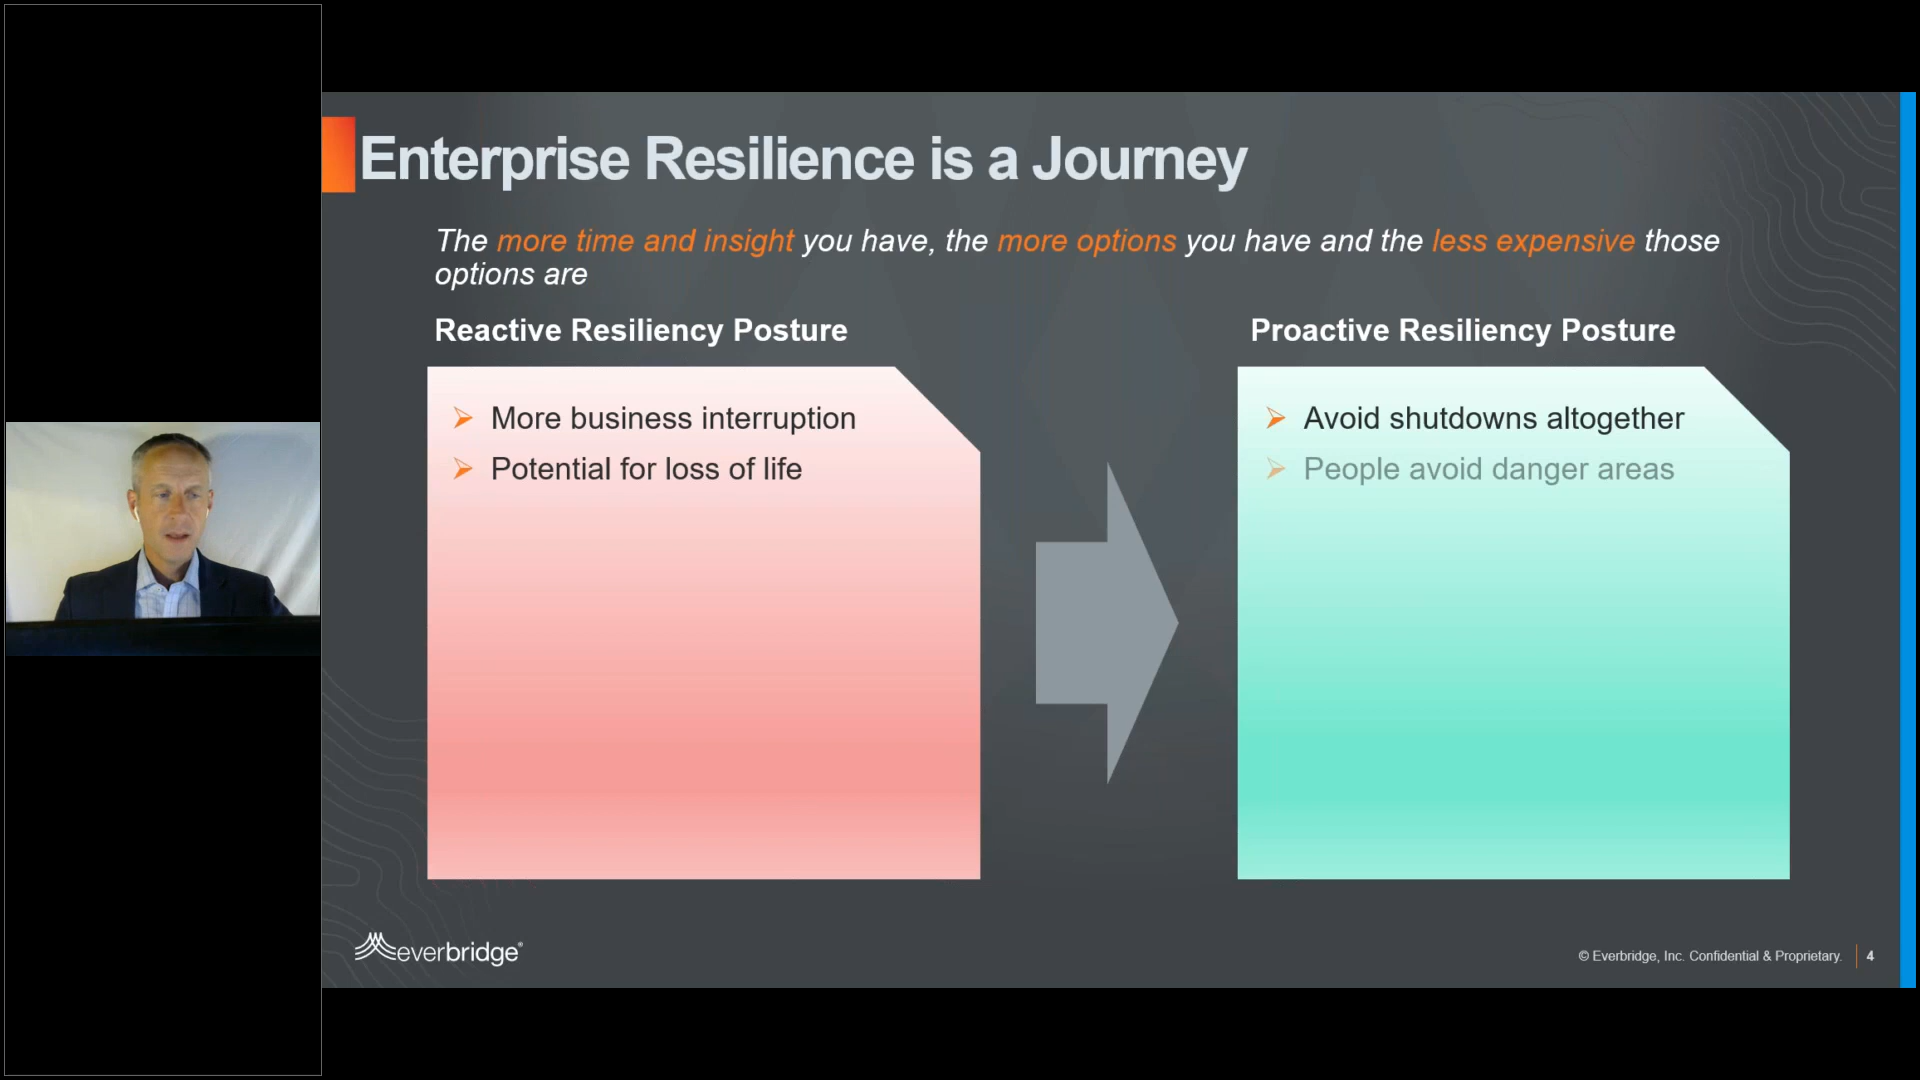 Enterprise Resilience is a Journey
The more time and insight you have, the more options you have and the less expensive those
options are
Reactive Resiliency Posture
More business interruption
Potential for loss of life
Proactive Resiliency Posture
Avoid shutdowns altogether
People avoid danger areas
everbridge®
© Everbridge, Inc. Confidential & Proprietary. 4